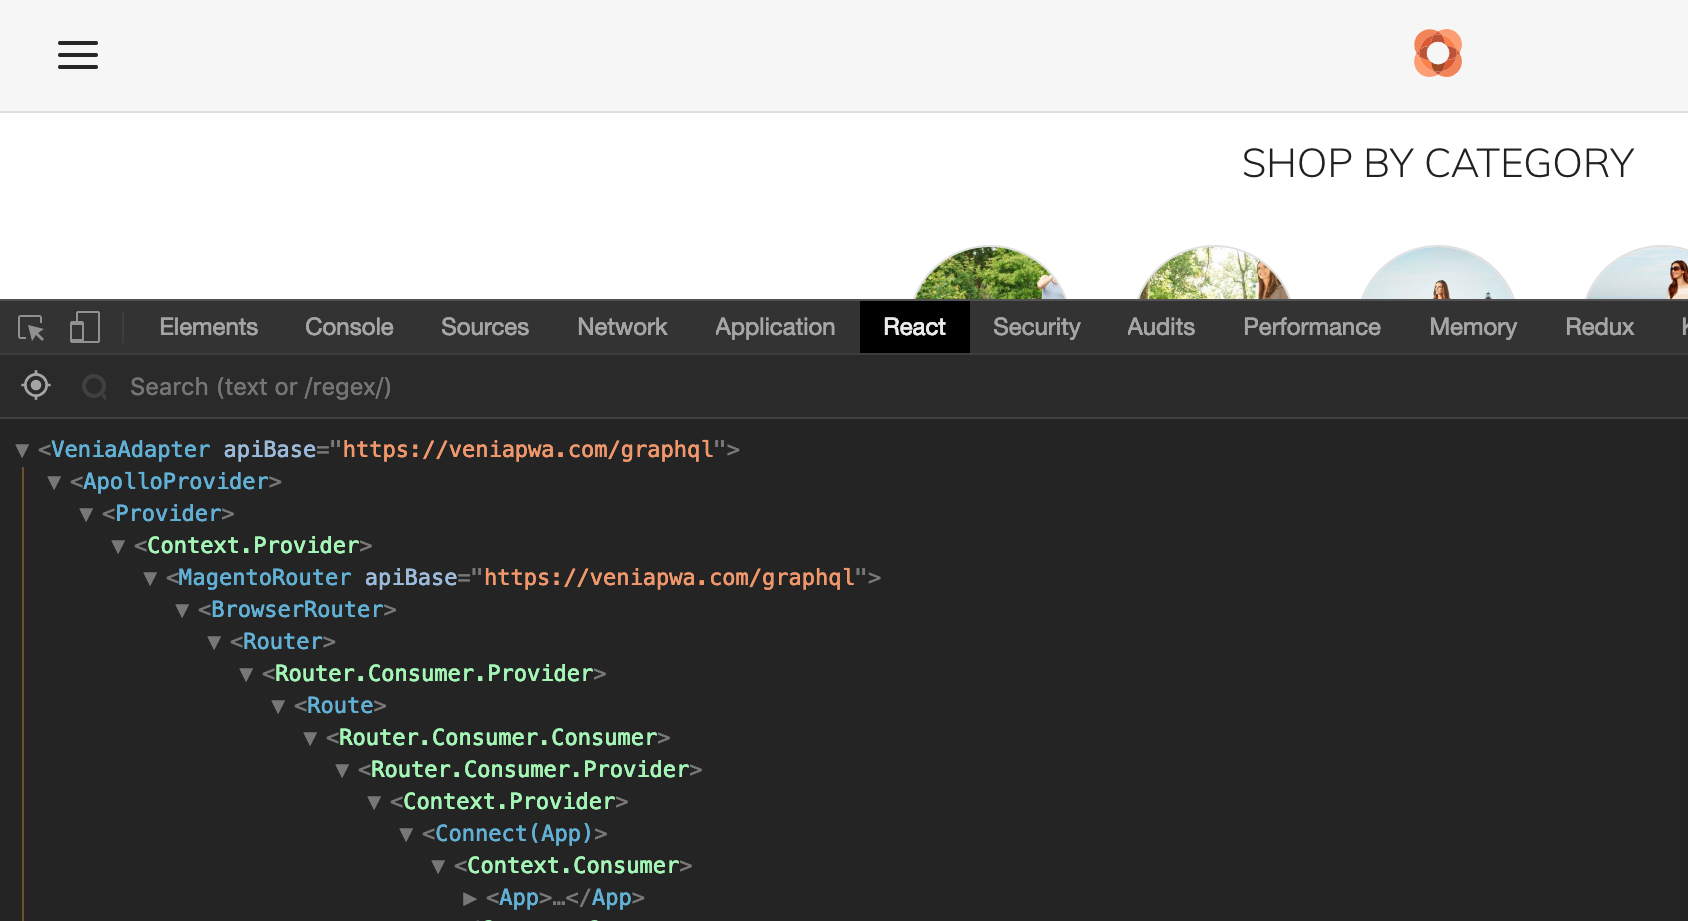 SHOP BY CATEGORY
Elements Console Sources Network Application React Security Audits Performance Memory Redux
Search (text or /regex/)
▼ <VeniaAdapter apiBase="https://veniapwa.com/graphql">
▼ <ApolloProvider>
▼ <Provider>
▼ <Context.Provider>
▼ <MagentoRouter apiBase="https://veniapwa.com/graphql">
▼ <BrowserRouter>
▼ <Router>
▼ <Router.Consumer.Provider>
▼ <Route>
▼ <Router.Consumer.Consumer>
▼ <Router.Consumer.Provider>
▼ <Context.Provider>
▼ <Connect(App)>
▼ <Context.Consumer>
▶ <App>…</App>